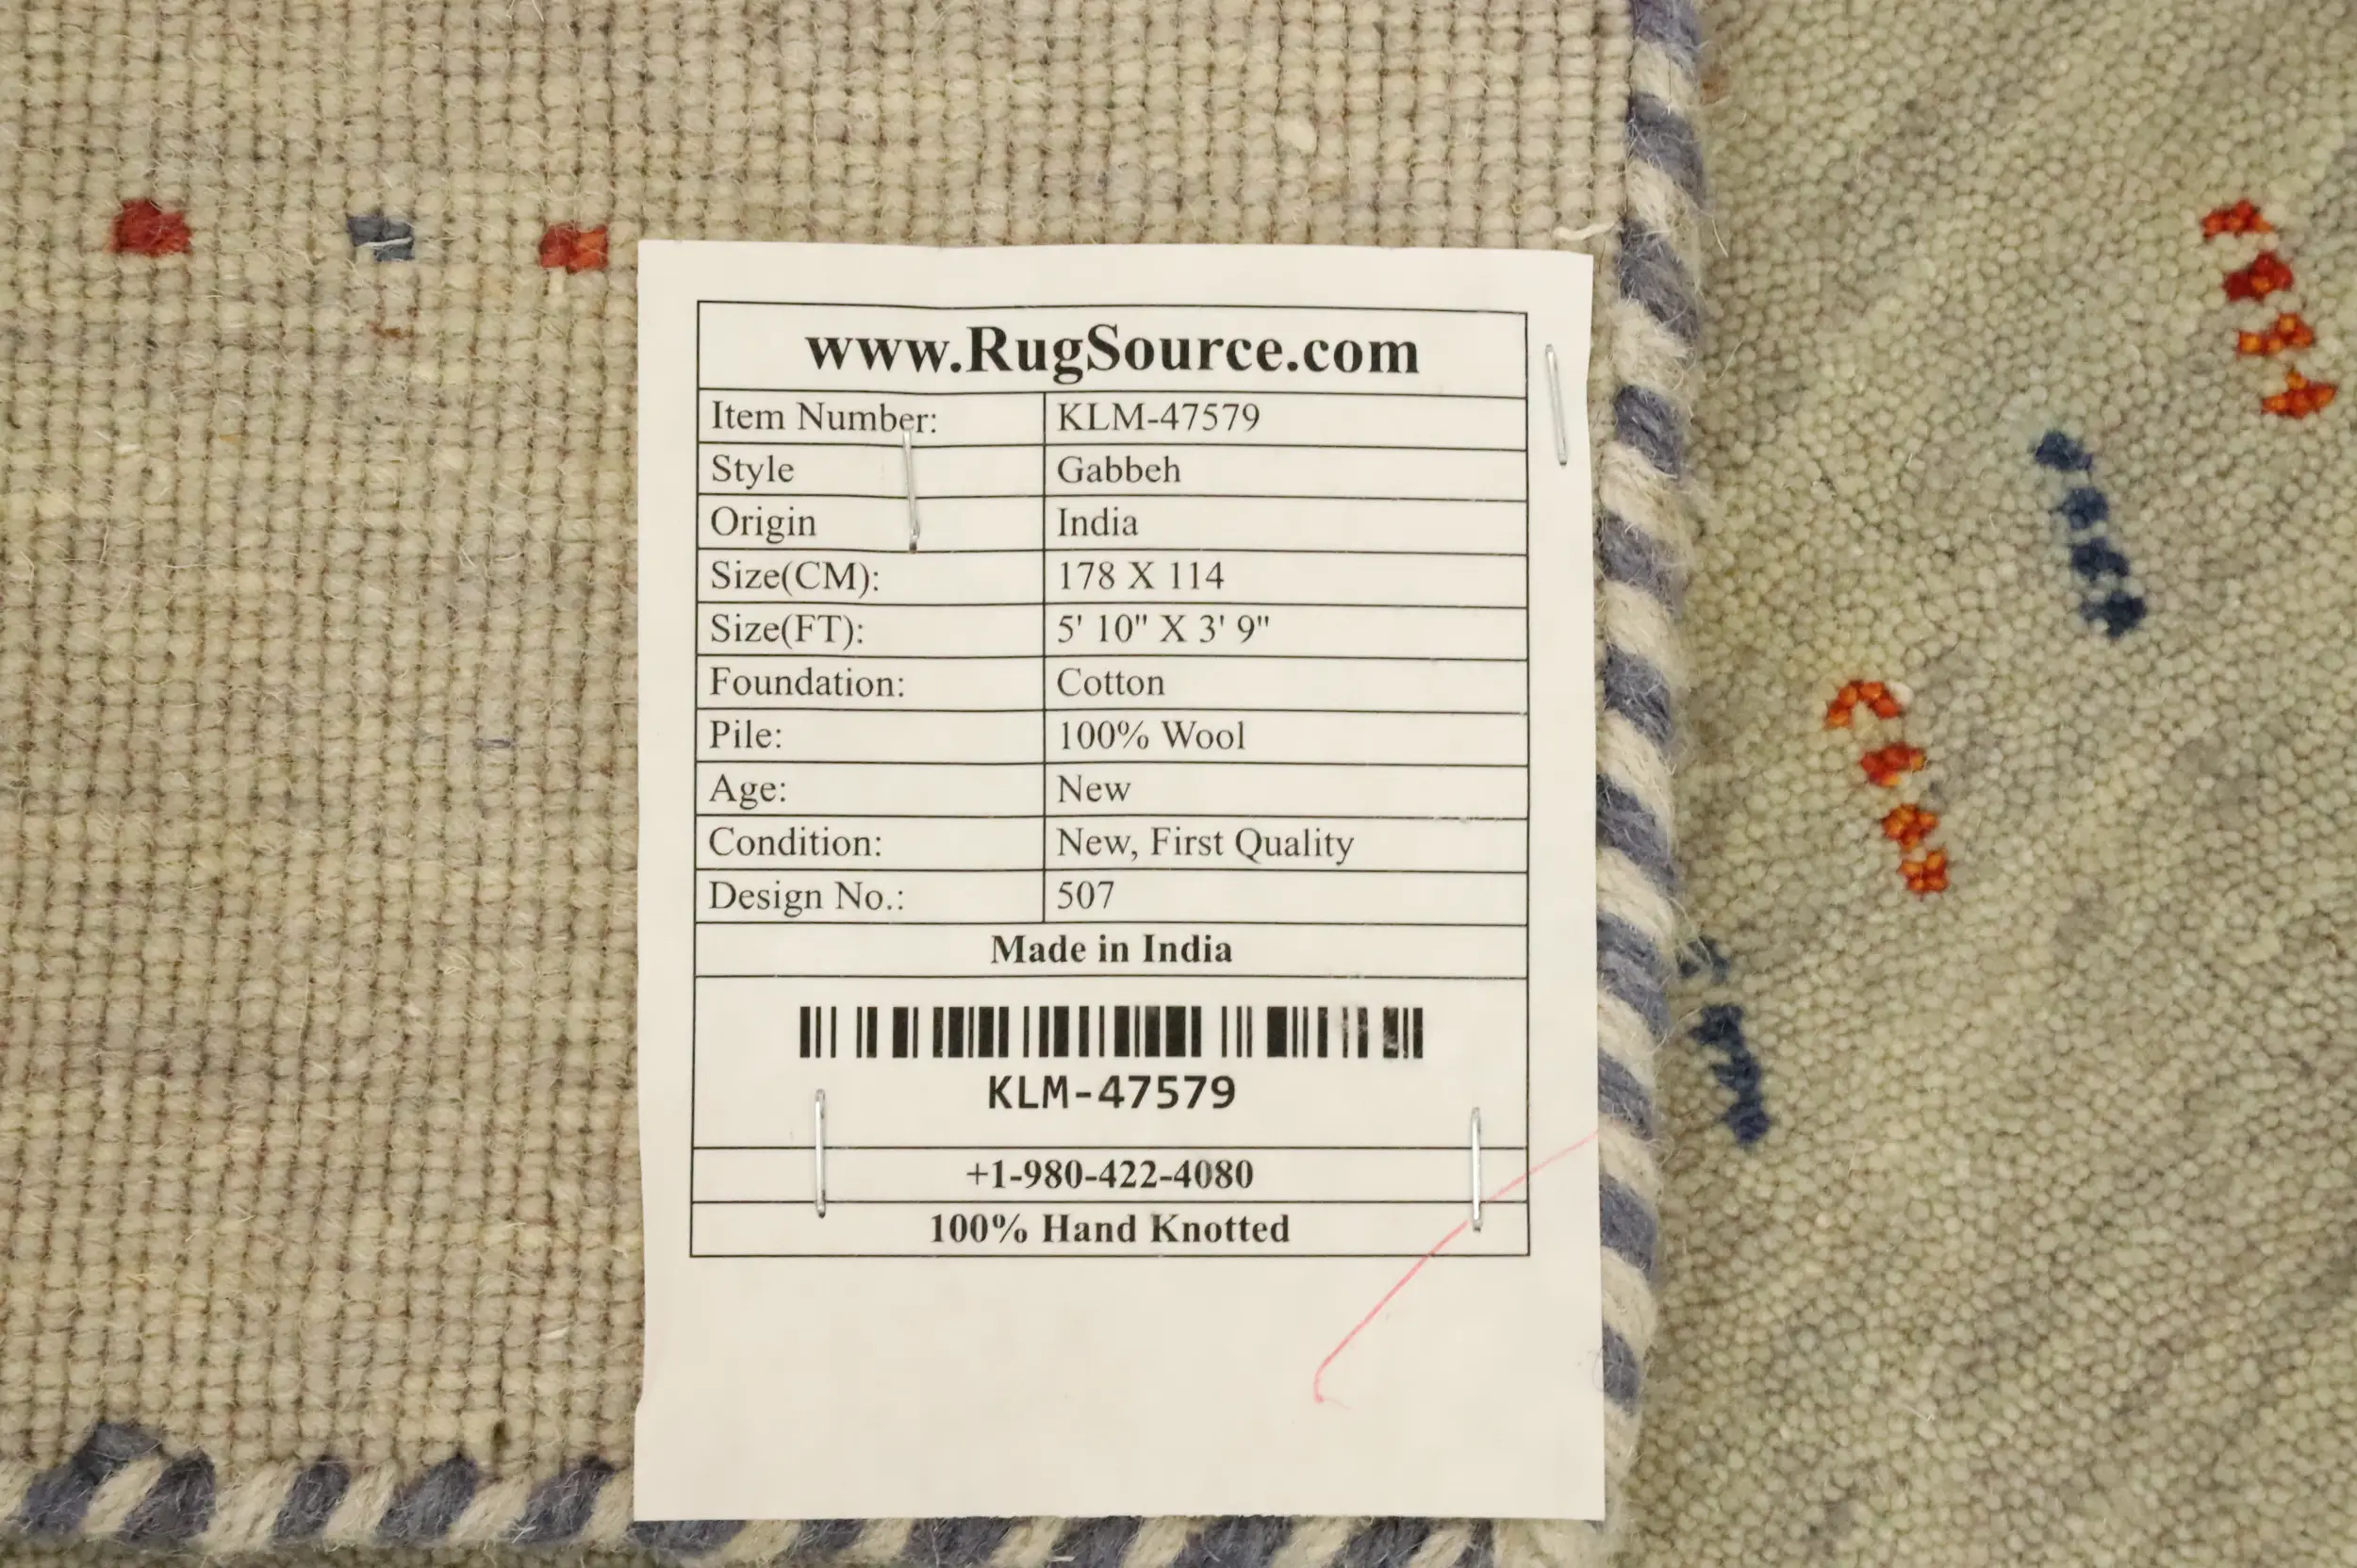 www.RugSource.com
Item Number: KLM-47579
Style Gabbeh
Origin India
Size(CM): 178 X 114
Size(FT): 5' 10" X 3' 9"
Foundation: Cotton
Pile: 100% Wool
Age: New
Condition: New, First Quality
Design No.: 507
Made in India
KLM-47579
+1-980-422-4080
100% Hand Knotted